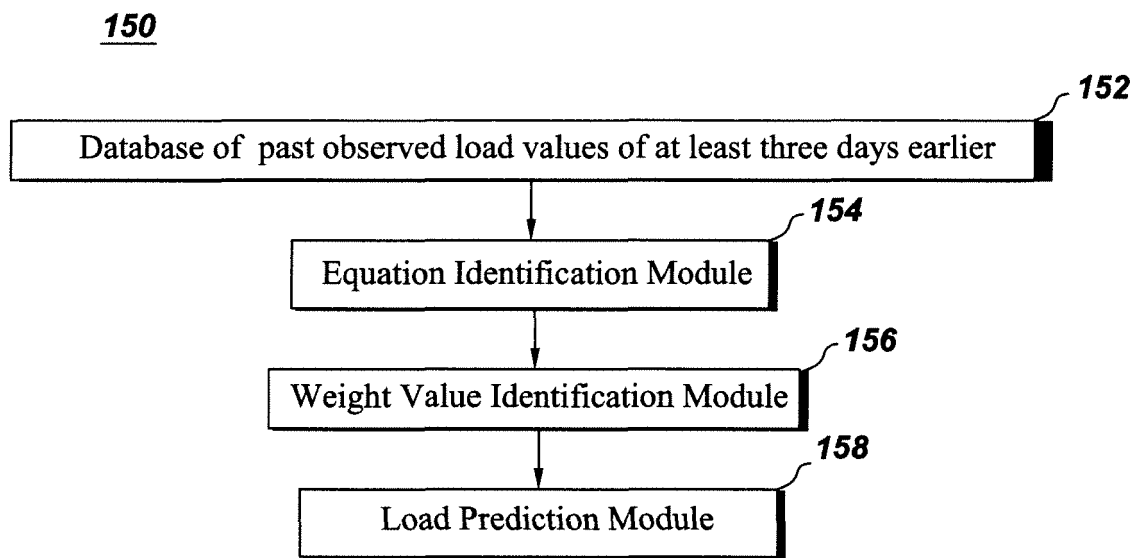 150
152
Database of past observed load values of at least three days earlier
154
Equation Identification Module
156
Weight Value Identification Module
158
Load Prediction Module